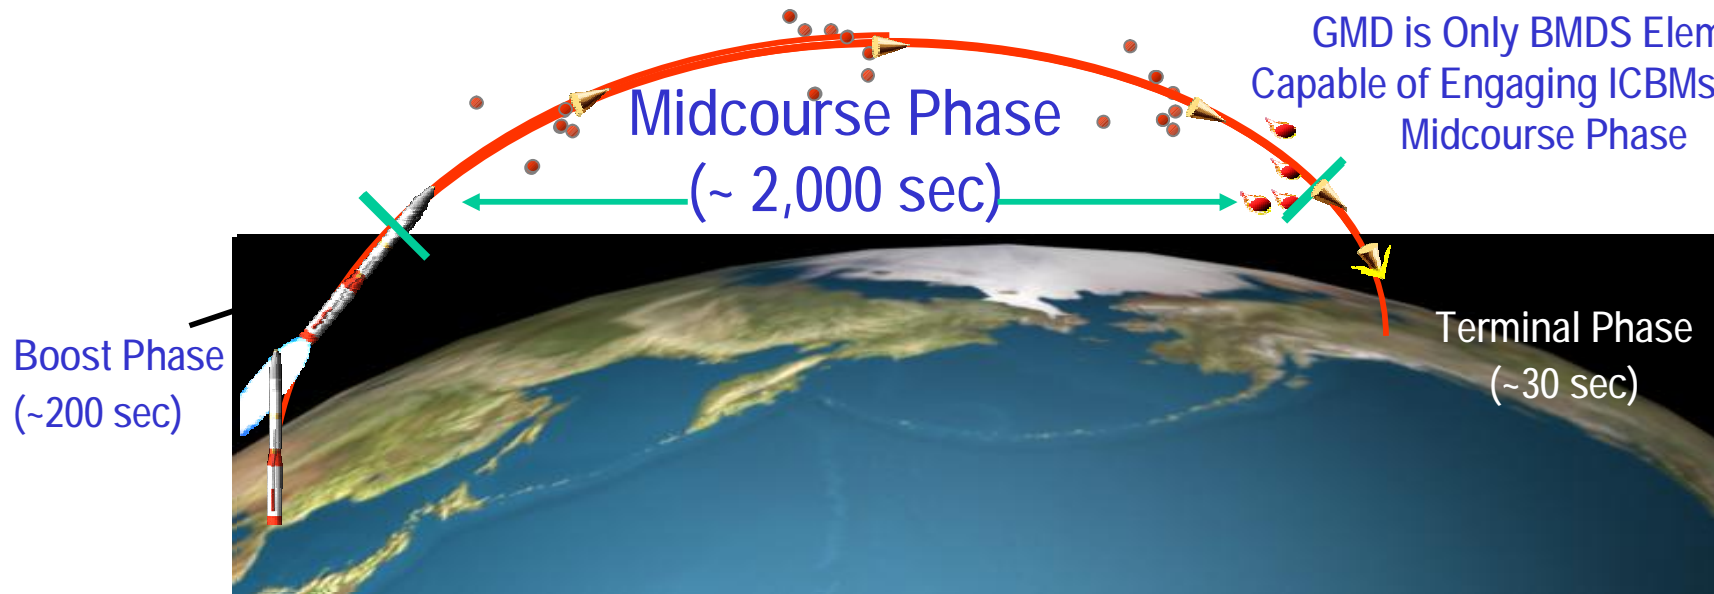 GMD is Only BMDS Elem
Capable of Engaging ICBMs
Midcourse Phase
Midcourse Phase
(~ 2,000 sec)
Boost Phase
(~200 sec)
Terminal Phase
(~30 sec)